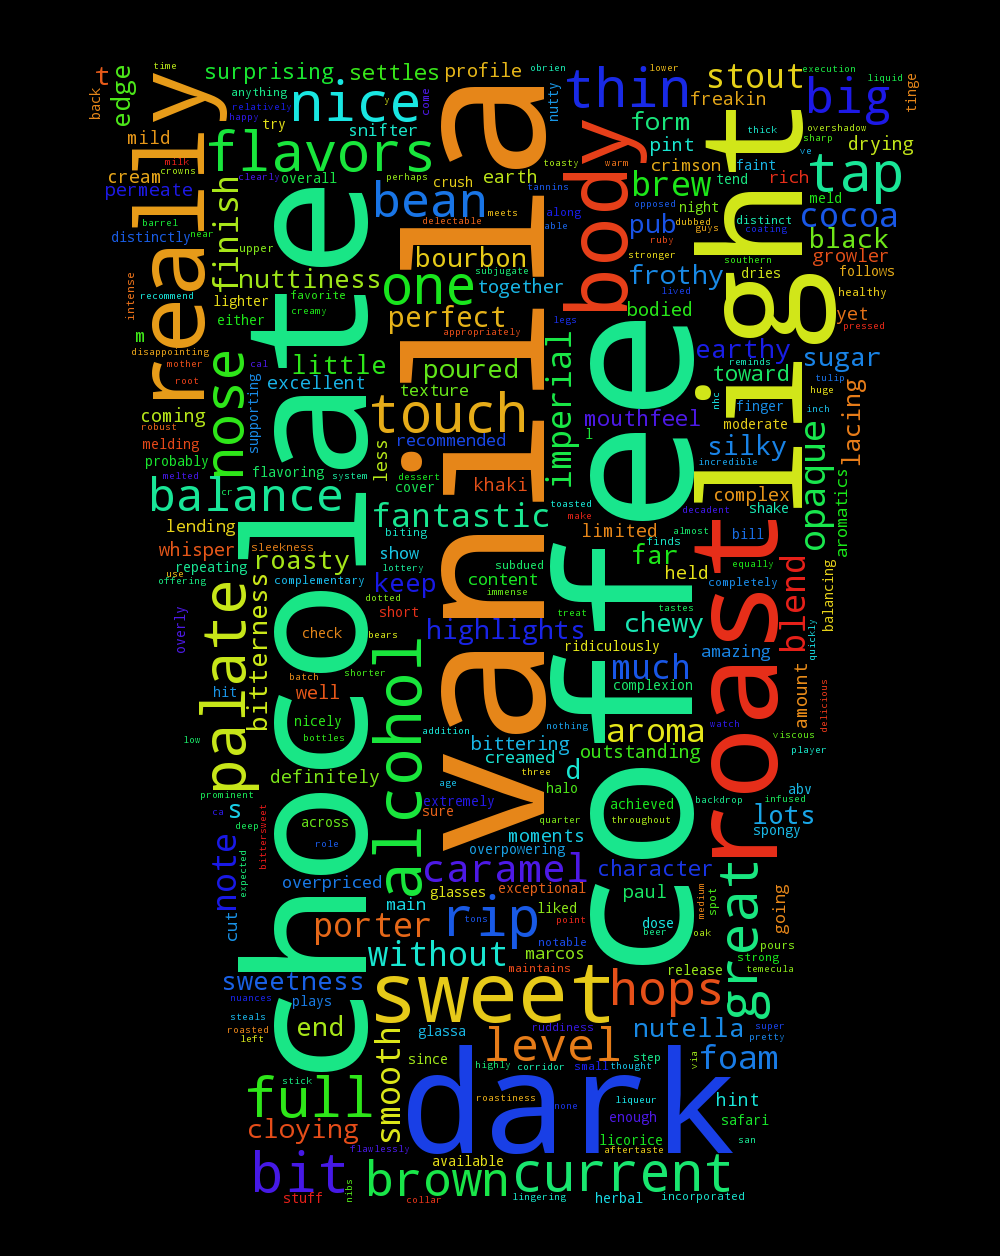 time
obrien
lower
execution
t
back
edge
really
surprising
settles
profile
thin
stout
big
liquid
tinge
anything
nice
y
come
nutty
freakin
relatively
happy
try
snifter
form
thick
overshadow
sharp
mild
flavors
vanilla
pint
ve
drying
milk
crowns
cream
permeate
clearly
overall
perhaps
crush
earth
toasty
tannins
warm
body
crimson
faint
tend
rich
tap
brew
finish
chocolate
bean
meets
delectable
along
able
opposed
pub
dubbed
guys
night
distinct
coating
meld
cocoa
barrel
distinctly
near
upper
bourbon
ruby
stronger
southern
black
growler
light
nuttiness
one
subjugate
together
frothy
dries
follows
intense
recommend
lighter
favorite
creamy
lived
bodied
healthy
either
perfect
appropriately
legs
yet
pressed
m
disappointing
mother
root
nose
cal
little
poured
imperial
coffee
earthy
reminds
sugar
toward
tulip
excellent
texture
supporting
nhc
finger
huge
inch
lacing
coming
robust
touch
mouthfeel
moderate
melding
less
recommended
l
silky
opaque
probably
melted
flavoring
system
dessert
cover
khaki
incredible
aromatics
balance
cr
complex
toasted
make
decadent
shake
lending
fantastic
biting
limited
almost
bill
whisper
sleekness
roasty
show
finds
far
roast
repeating
use
offering
complementary
lottery
subdued
content
immense
held
equally
completely
blend
balancing
palate
bitterness
keep
dotted
treat
tastes
overly
short
chewy
check
bears
highlights
ridiculously
amazing
quickly
batch
shorter
alcohol
much
complexion
hit
well
amount
delicious
nicely
bottles
addition
nothing
aroma
watch
viscous
low
bittering
outstanding
player
definitely
creamed
three
d
prominent
age
halo
backdrop
infused
abv
s
ca
deep
across
extremely
sure
quarter
achieved
throughout
lots
spongy
bittersweet
role
moments
overpowering
note
expected
caramel
character
overpriced
glasses
exceptional
paul
medium
spot
great
going
cut
main
liked
porter
rip
tons
point
dose
beer
oak
notable
pours
without
marcos
strong
maintains
release
temecula
sweetness
sweet
hops
nuances
plays
steals
roasted
left
end
smooth
glassa
ruddiness
nutella
super
pretty
level
since
highly
corridor
small
thought
step
via
foam
stick
full
dark
roastiness
none
liqueur
enough
hint
cloying
licorice
safari
flawlessly
aftertaste
san
bit
available
nibs
brown
current
stuff
collar
lingering
herbal
incorporated